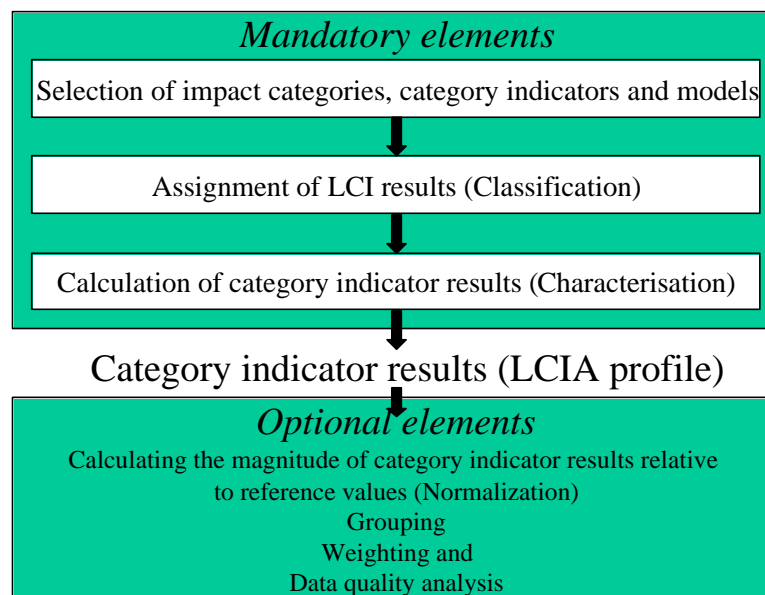 Mandatory elements
Selection of impact categories, category indicators and models
Assignment of LCI results (Classification)
Calculation of category indicator results (Characterisation)
Category indicator results (LCIA profile)
Optional elements
Calculating the magnitude of category indicator results relative
to reference values (Normalization)
Grouping
Weighting and
Data quality analysis